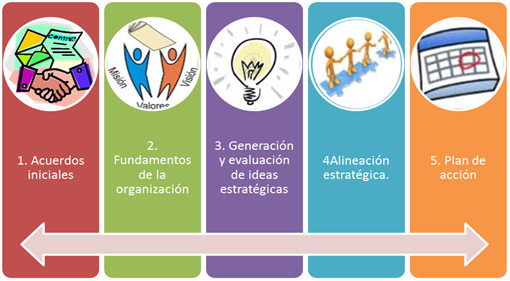 Contrac
Misión
Valores
Visión
1. Acuerdos
iniciales
2.
Fundamentos
de la
organización
3. Generación
y evaluación
de ideas
estratégicas
4Alineación
estratégica.
5. Plan de
acción